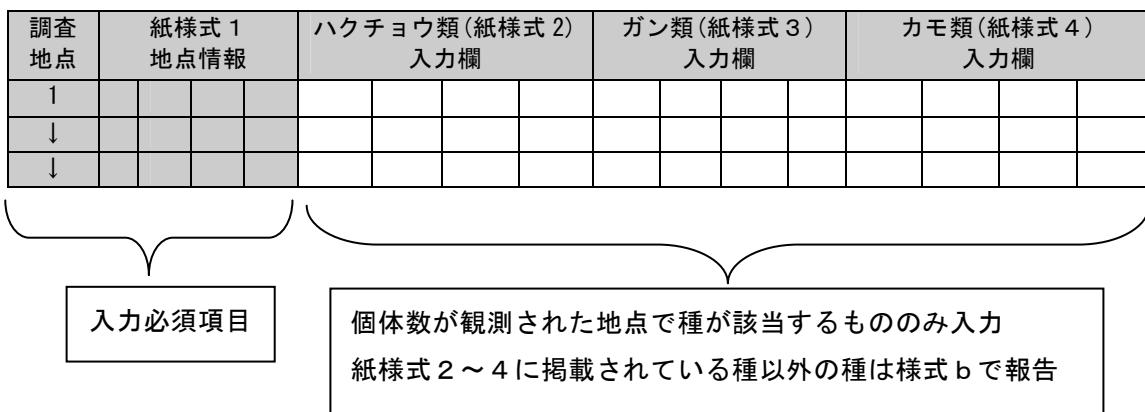 調査地点 紙様式1地点情報 ハクチョウ類(紙様式2)入力欄 ガン類(紙様式3)入力欄 カモ類(紙様式4)入力欄
1
↓
↓
入力必須項目
個体数が観測された地点で種が該当するもののみ入力
紙様式2~4に掲載されている種以外の種は様式bで報告